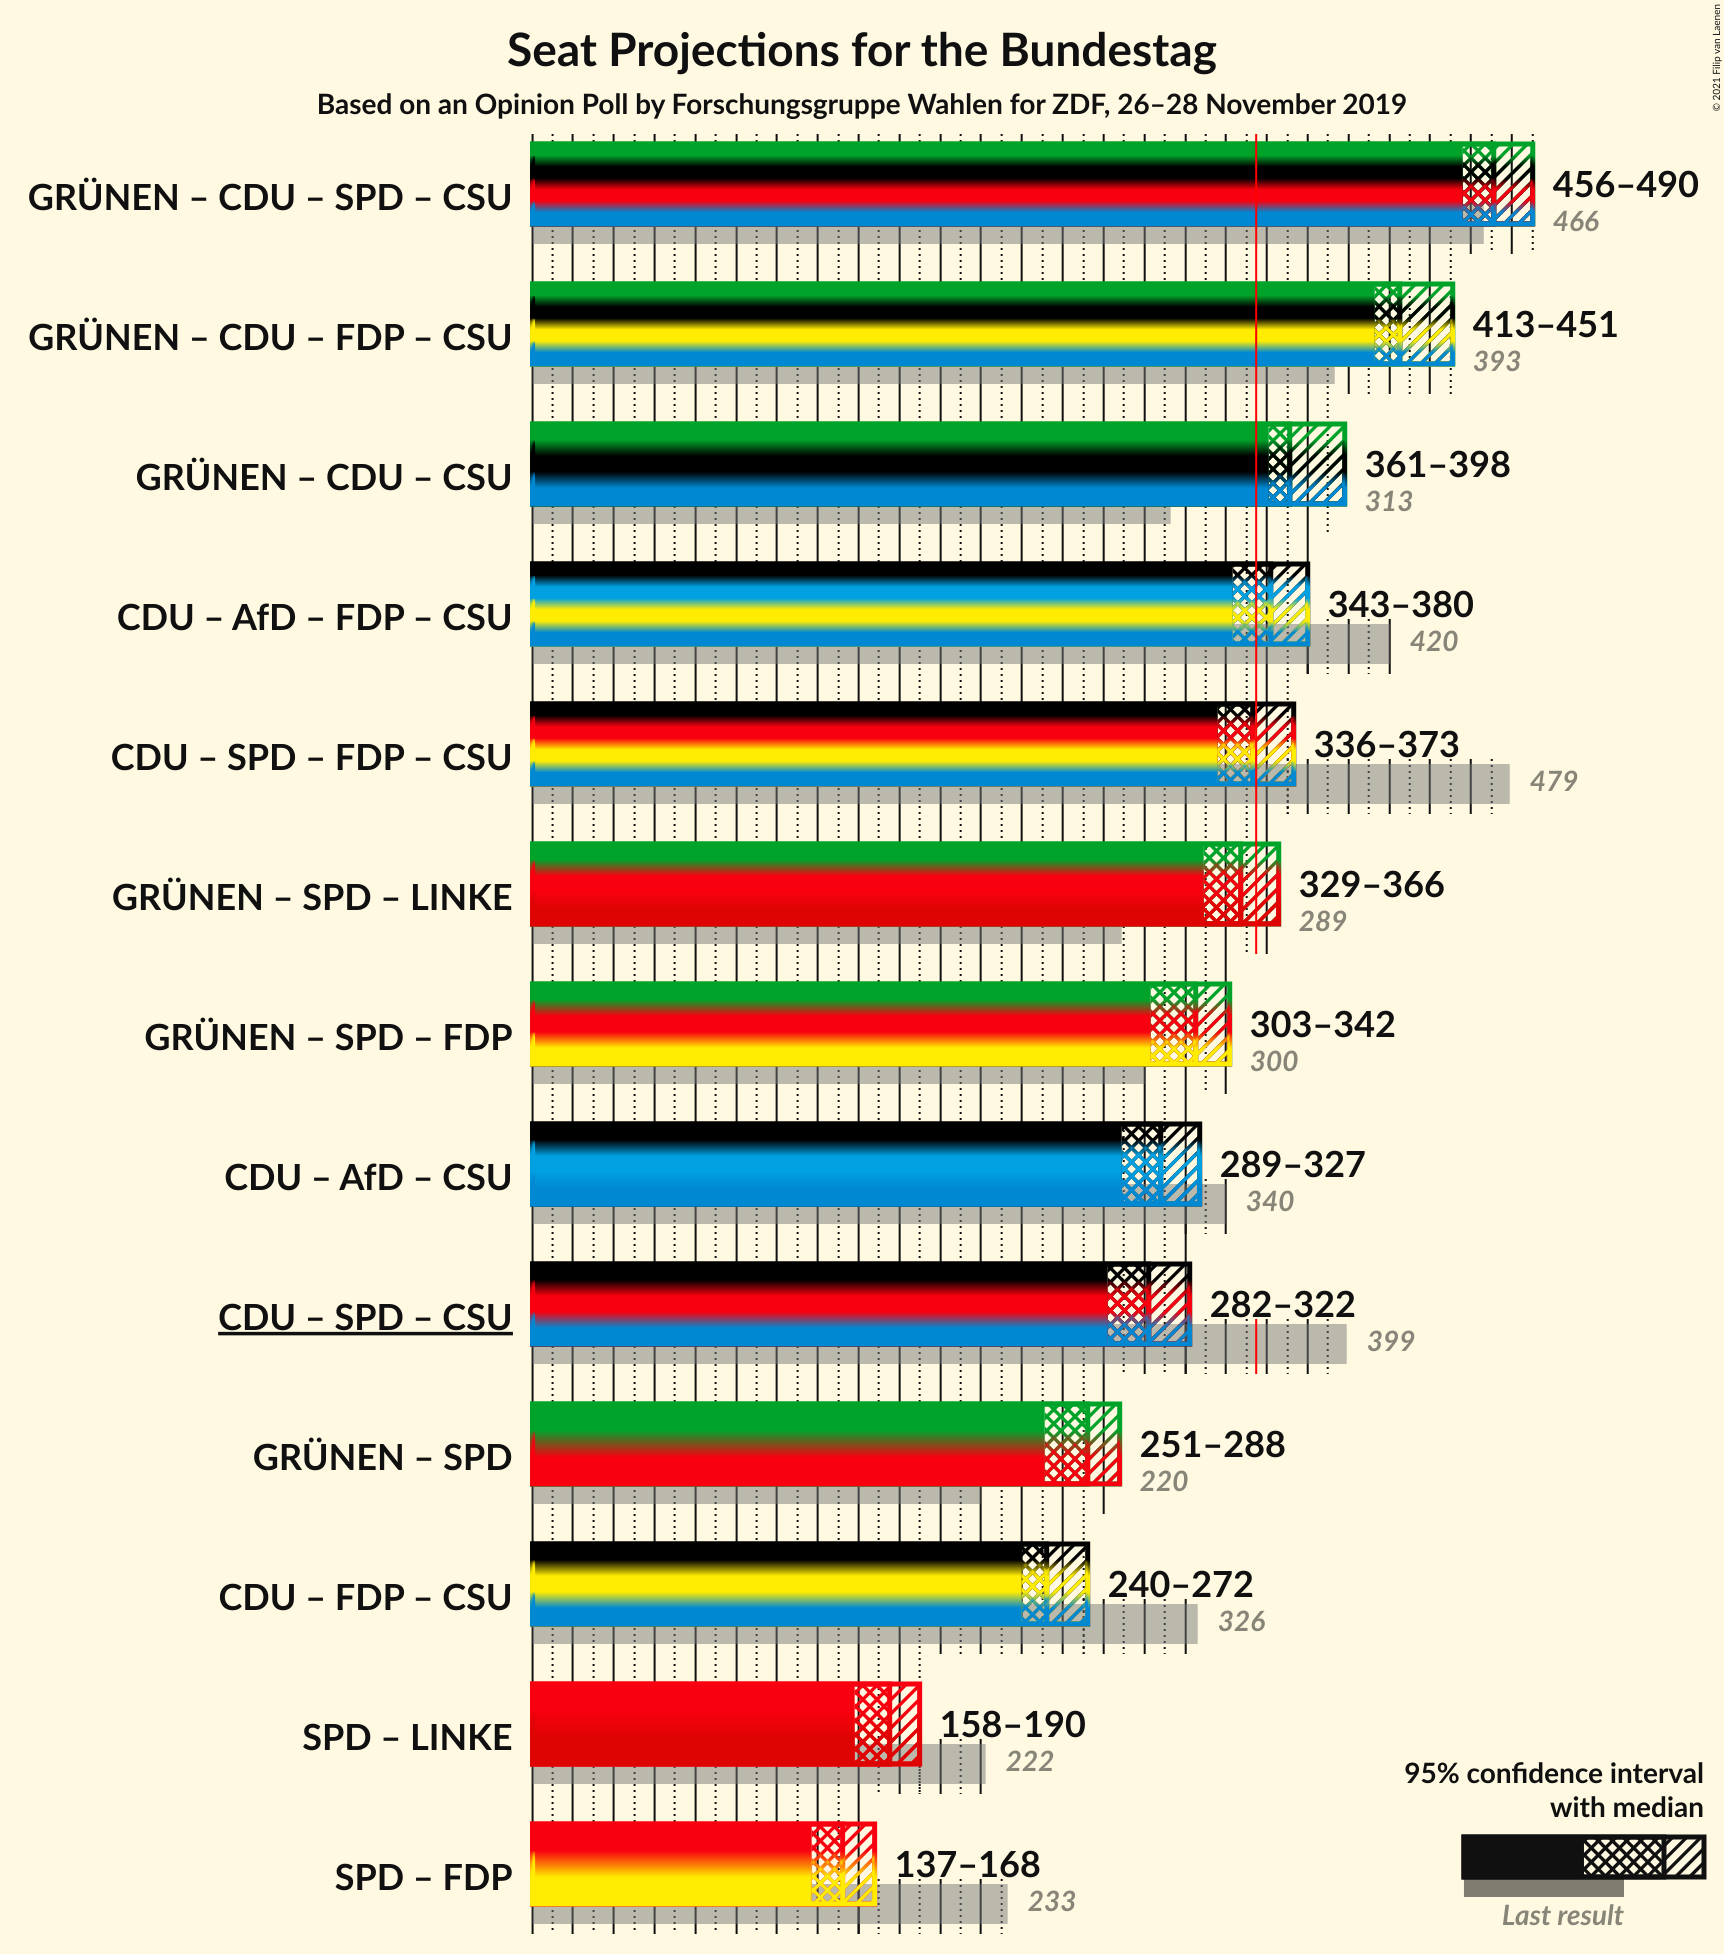 Seat Projections for the Bundestag
Based on an Opinion Poll by Forschungsgruppe Wahlen for ZDF, 26–28 November 2019
© 2021 Filip van Laenen
GRÜNEN – CDU – SPD – CSU
456–490
466
GRÜNEN – CDU – FDP – CSU
413–451
393
GRÜNEN – CDU – CSU
361–398
313
CDU – AfD – FDP – CSU
343–380
420
CDU – SPD – FDP – CSU
336–373
479
GRÜNEN – SPD – LINKE
329–366
289
GRÜNEN – SPD – FDP
303–342
300
CDU – AfD – CSU
289–327
340
CDU – SPD – CSU
282–322
399
GRÜNEN – SPD
251–288
220
CDU – FDP – CSU
240–272
326
SPD – LINKE
158–190
222
SPD – FDP
137–168
233
95% confidence interval
with median
Last result